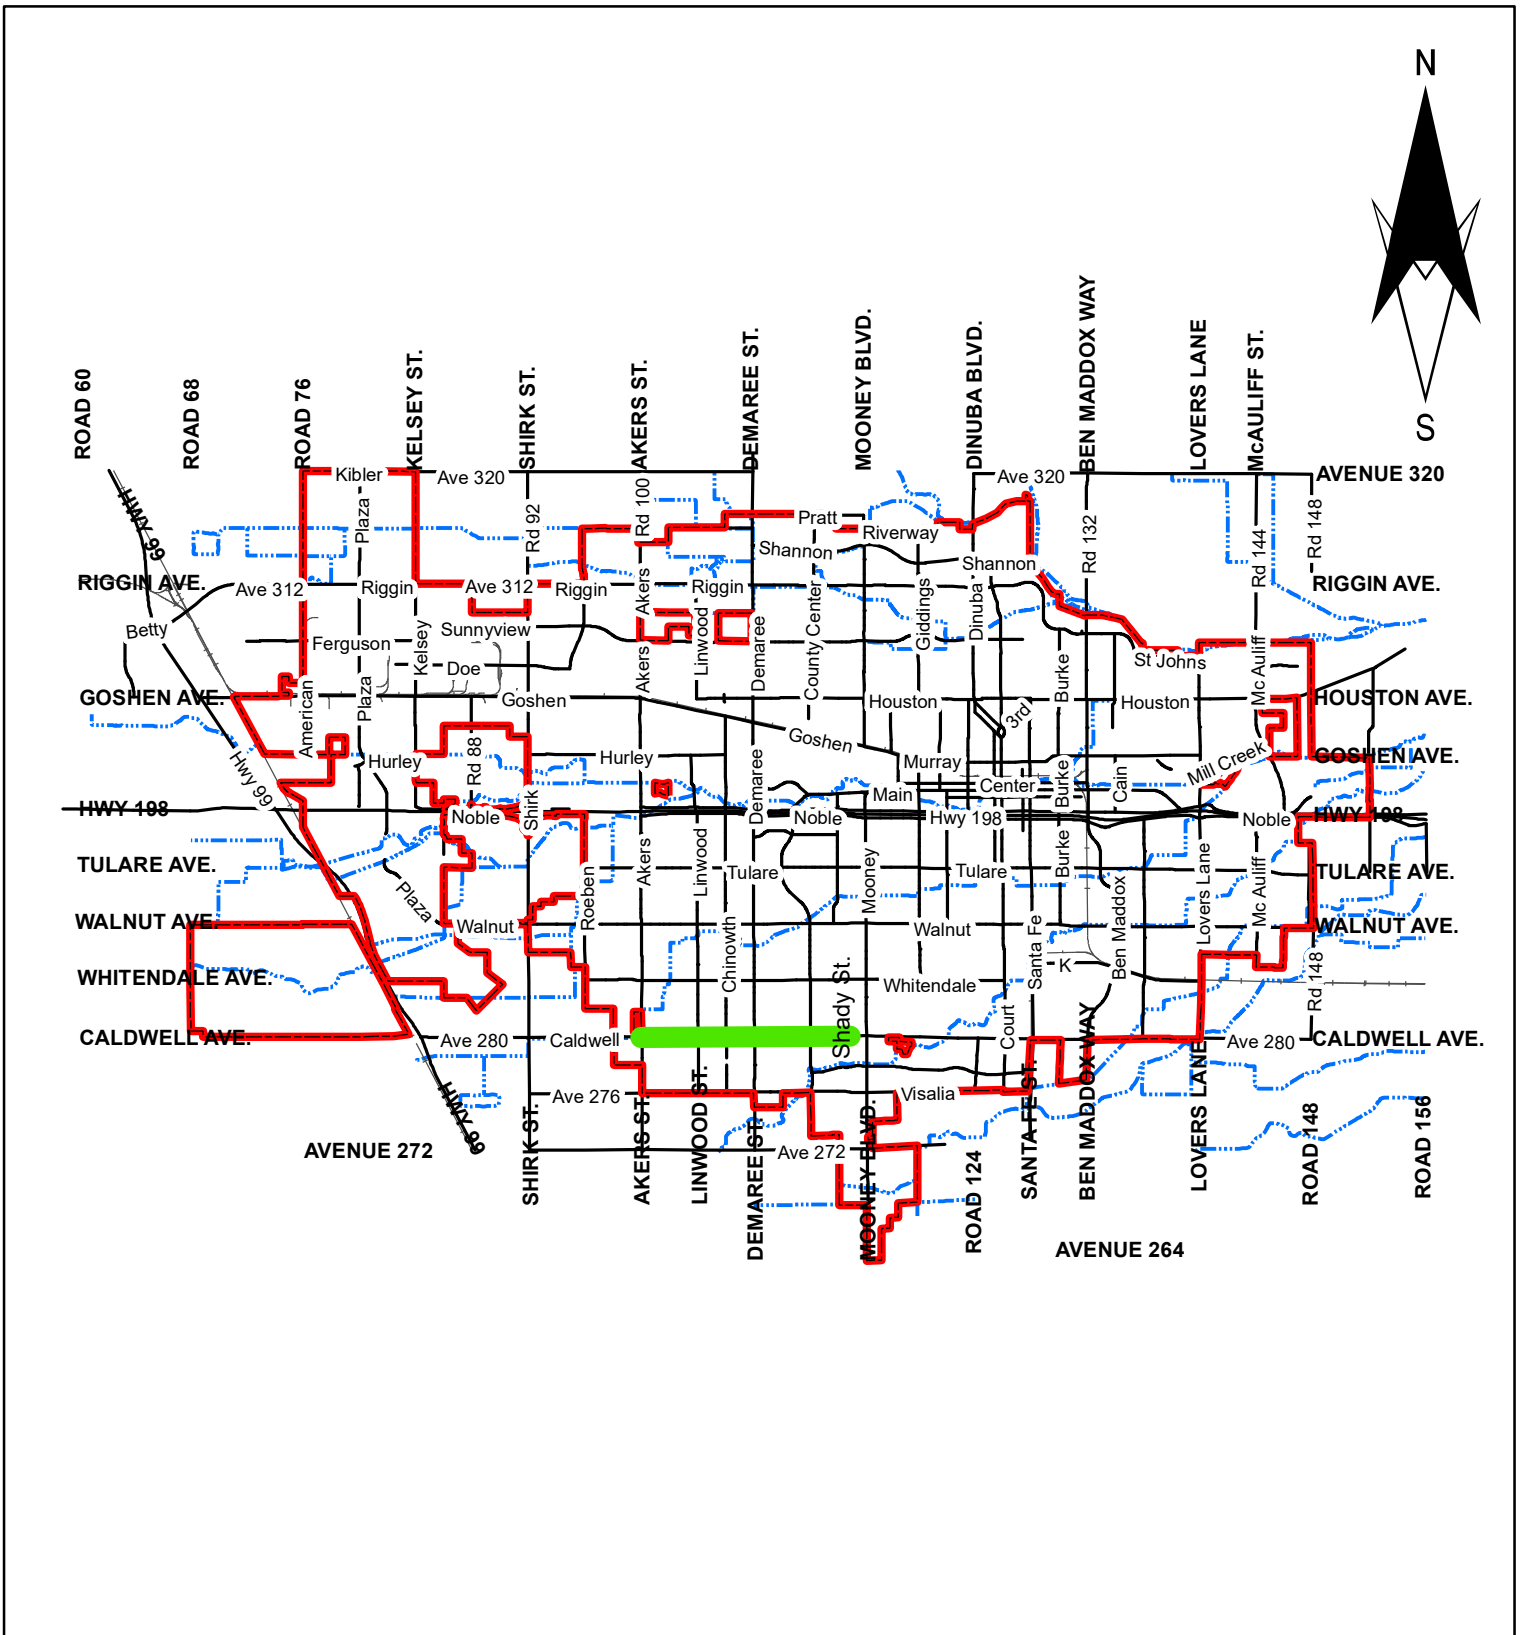 N
S
ROAD 60
ROAD 68
ROAD 76
KELSEY ST.
SHIRK ST.
AKERS ST.
DEMAREE ST.
MOONEY BLVD.
DINUBA BLVD.
BEN MADDOX WAY
LOVERS LANE
McAULIFF ST.
Kibler
Ave 320
Ave 320
AVENUE 320
HWY 99
Plaza
Rd 92
Rd 100
Pratt
Riverway
Shannon
Shannon
Rd 132
Rd 144
Rd 148
RIGGIN AVE.
Ave 312
Riggin
Ave 312
Riggin
Akers
Riggin
RIGGIN AVE.
Betty
Ferguson
Kelsey
Sunnyview
Doe
Akers
Linwood
Demaree
County Center
Giddings
Dinuba
Burke
St Johns
Mc Auliff
GOSHEN AVE.
American
Plaza
Goshen
Houston
3rd
Houston
HOUSTON AVE.
Hwy 99
Hurley
Rd 88
Hurley
Demaree
Goshen
Murray
Center
Burke
Cain
Mill Creek
GOSHEN AVE.
HWY 198
Noble
Shirk
Main
Noble
Hwy 198
Noble
HWY 198
TULARE AVE.
Plaza
Roeben
Akers
Linwood
Tulare
Mooney
Tulare
Burke
Ben Maddox
Lovers Lane
Mc Auliff
TULARE AVE.
WALNUT AVE.
Walnut
Chinowth
Walnut
Santa Fe
WALNUT AVE.
WHITENDALE AVE.
Shady St.
Whitendale
K
Rd 148
CALDWELL AVE.
Ave 280
Caldwell
Court
BEN MADDOX WAY
Ave 280
CALDWELL AVE.
HWY 99
Ave 276
Visalia
AVENUE 272
Ave 272
SHIRK ST.
AKERS ST.
LINWOOD ST.
DEMAREE ST.
MOONEY BLVD.
ROAD 124
SANTA FE ST.
LOVERS LANE
ROAD 148
ROAD 156
AVENUE 264